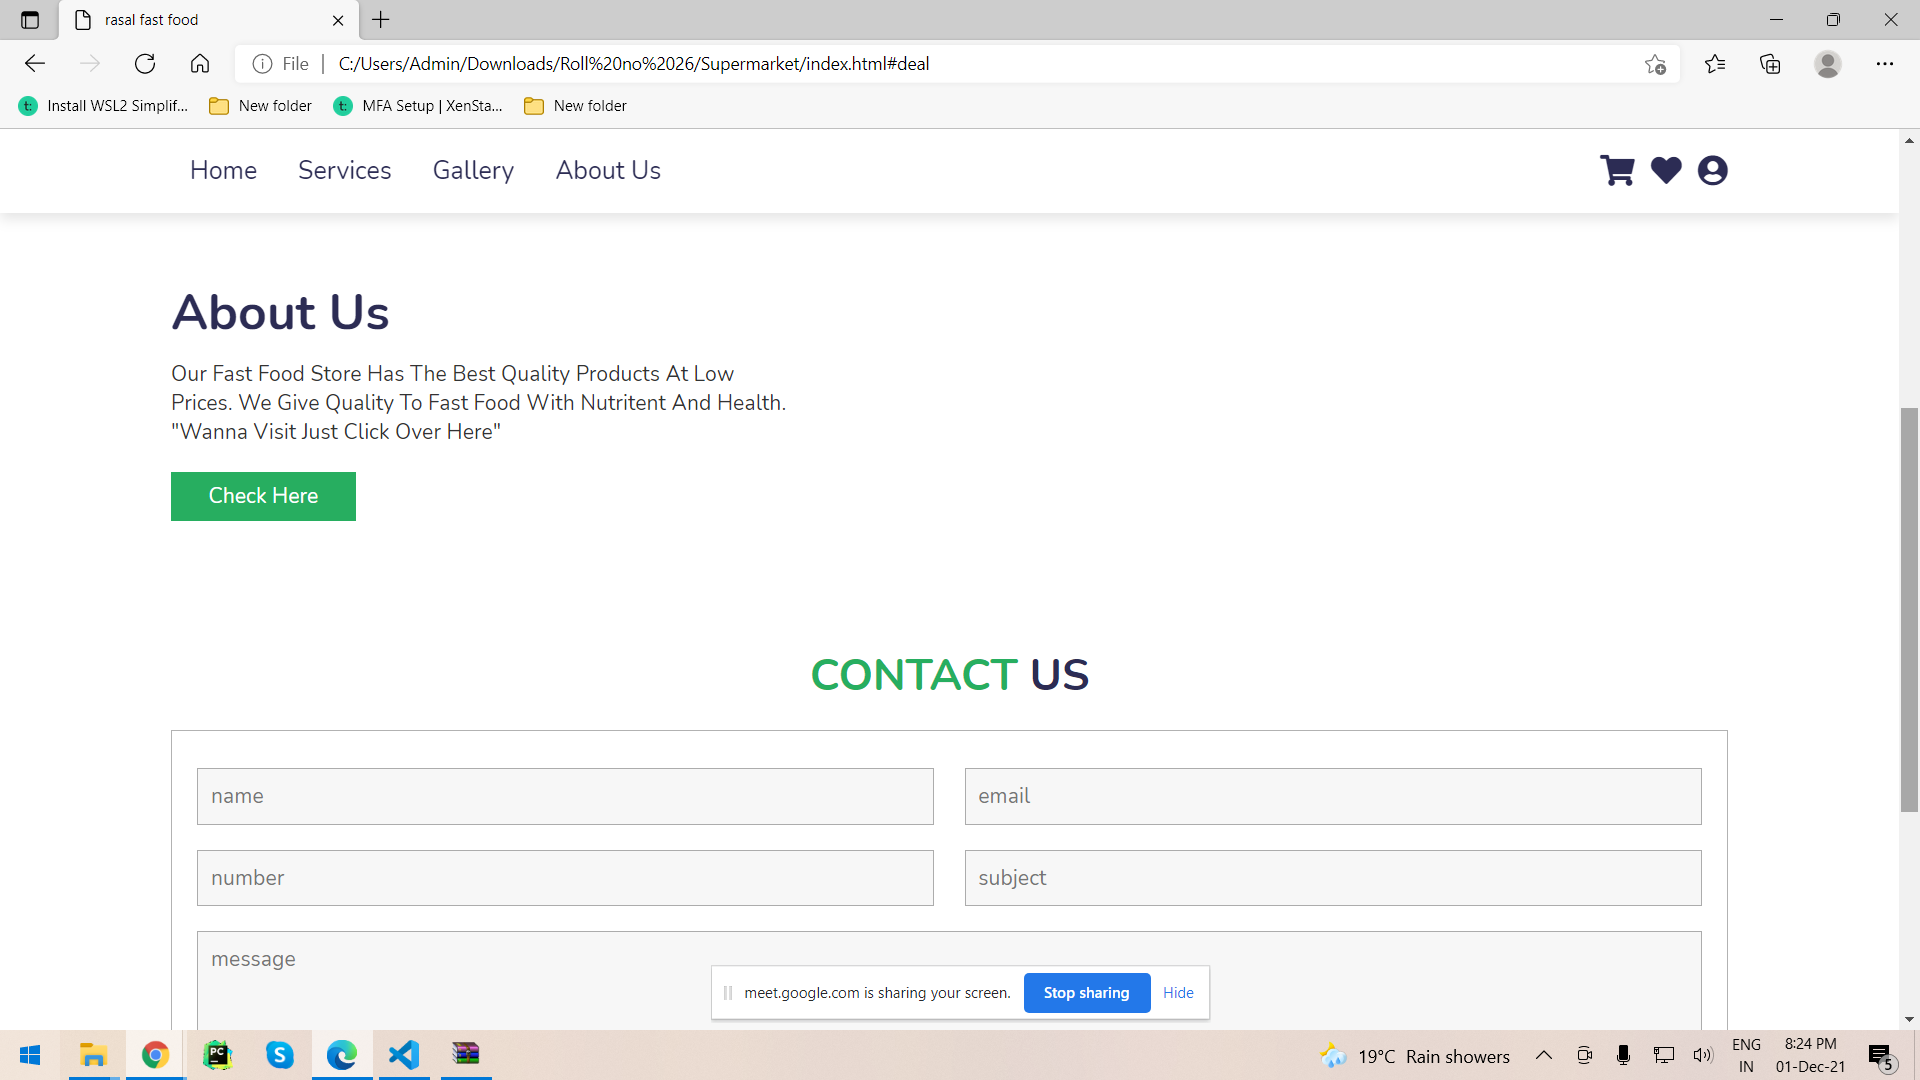 rasal fast food
File
C:/Users/Admin/Downloads/Roll%20no%2026/Supermarket/index.html#deal
t: Install WSL2 Simplif... New folder t: MFA Setup | XenSta... New folder
Home Services Gallery About Us
About Us
Our Fast Food Store Has The Best Quality Products At Low
Prices. We Give Quality To Fast Food With Nutritent And Health.
"Wanna Visit Just Click Over Here"
Check Here
CONTACT US
name email
number subject
message
meet.google.com is sharing your screen. Stop sharing Hide
PC
S
19°C Rain showers
ENG
IN
8:24 PM
01-Dec-21
5